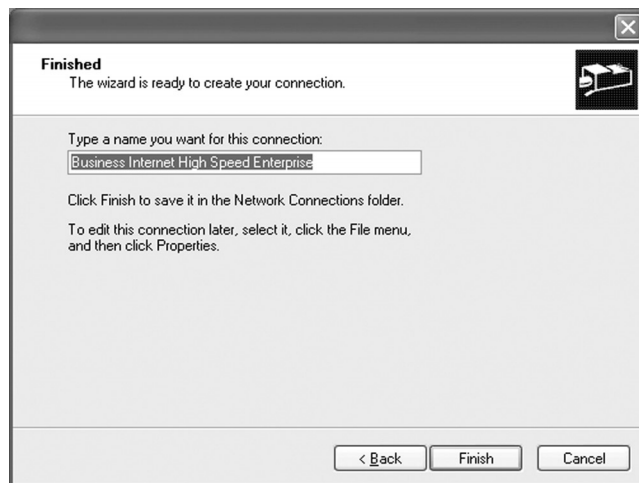 Finished
The wizard is ready to create your connection.
Type a name you want for this connection:
Business Internet High Speed Enterprise
Click Finish to save it in the Network Connections folder.
To edit this connection later, select it, click the File menu,
and then click Properties.
< Back
Finish
Cancel